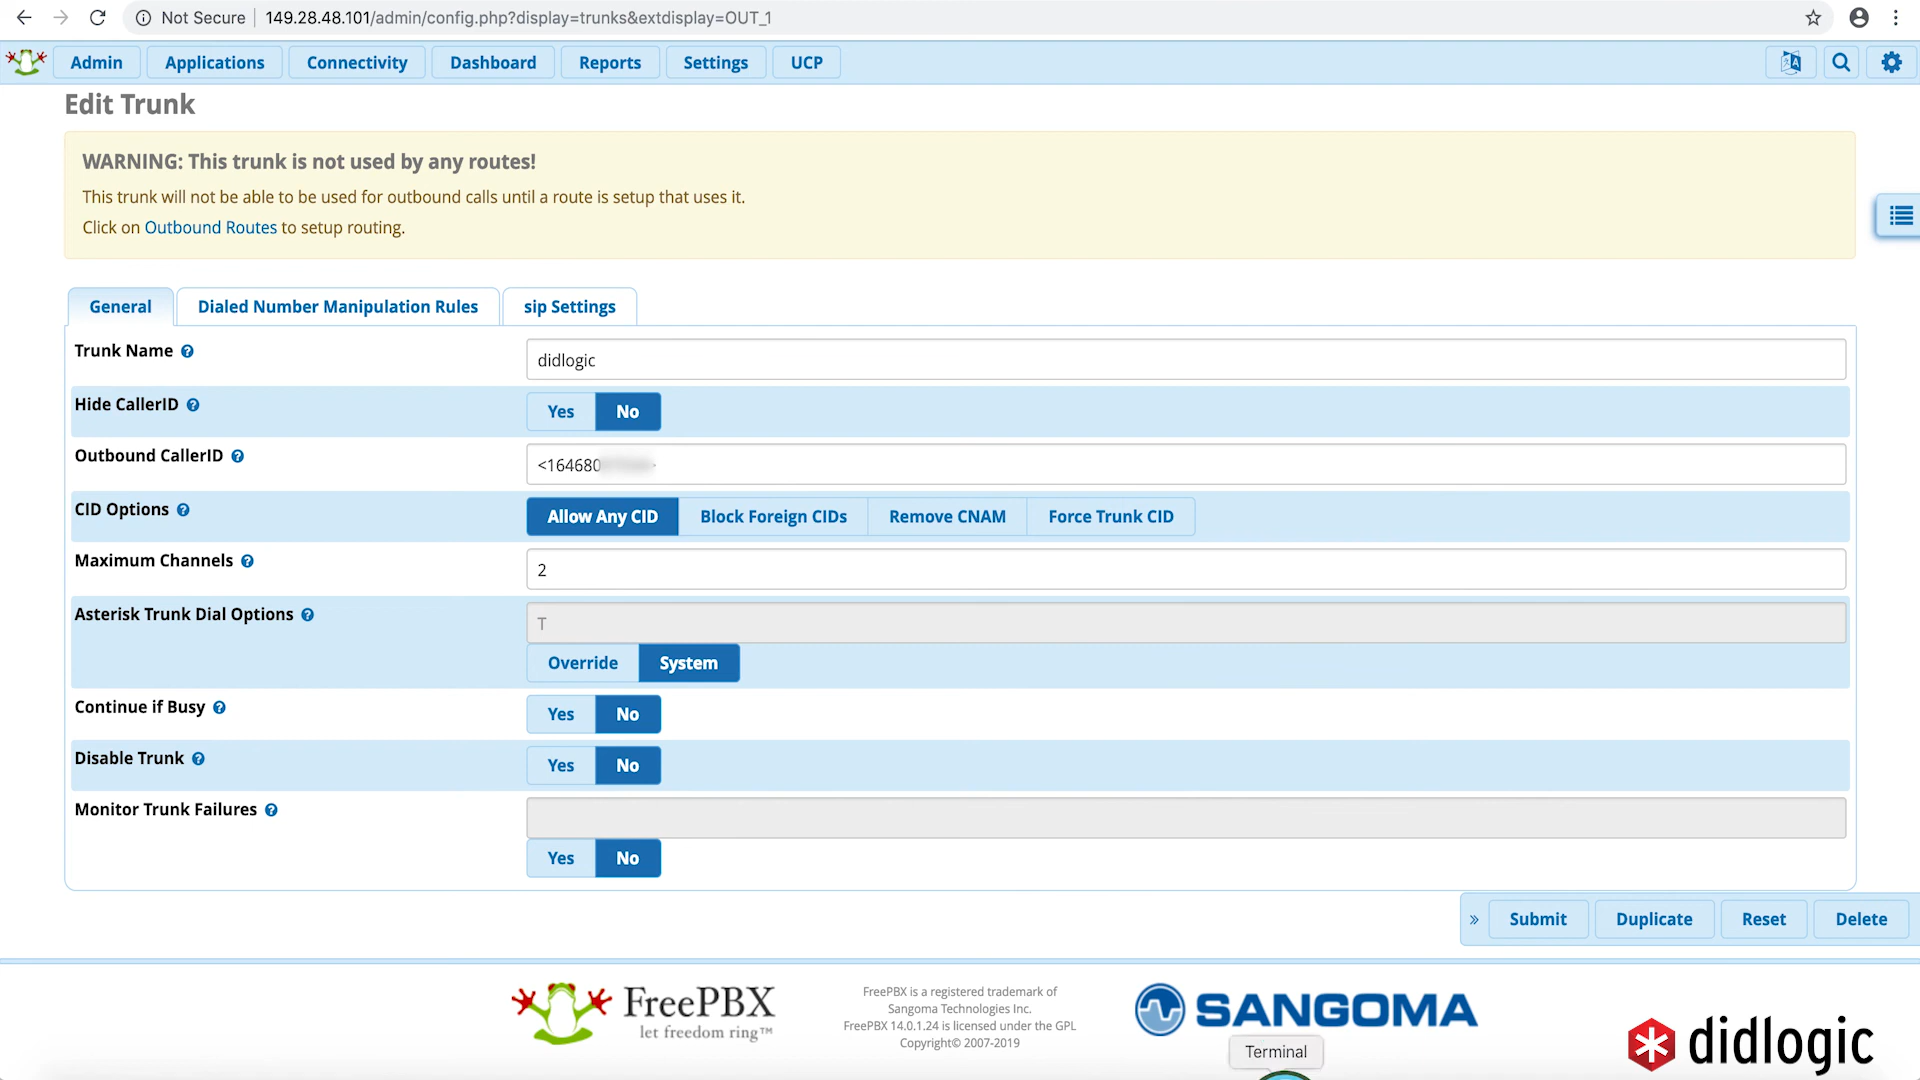 Not Secure 149.28.48.101/admin/config.php?display=trunks&extdisplay=OUT_1
Admin Applications Connectivity Dashboard Reports Settings UCP
Edit Trunk
WARNING: This trunk is not used by any routes!
This trunk will not be able to be used for outbound calls until a route is setup that uses it.
Click on Outbound Routes to setup routing.
General Dialed Number Manipulation Rules sip Settings
Trunk Name didlogic
Hide CallerID Yes No
Outbound CallerID <164680
CID Options Allow Any CID Block Foreign CIDs Remove CNAM Force Trunk CID
Maximum Channels 2
Asterisk Trunk Dial Options T
Override System
Continue if Busy Yes No
Disable Trunk Yes No
Monitor Trunk Failures
Yes No
» Submit Duplicate Reset Delete
FreePBX
let freedom ring™
FreePBX is a registered trademark of
Sangoma Technologies Inc.
FreePBX 14.0.1.24 is licensed under the GPL
Copyright© 2007-2019
SANGOMA
Terminal
didlogic